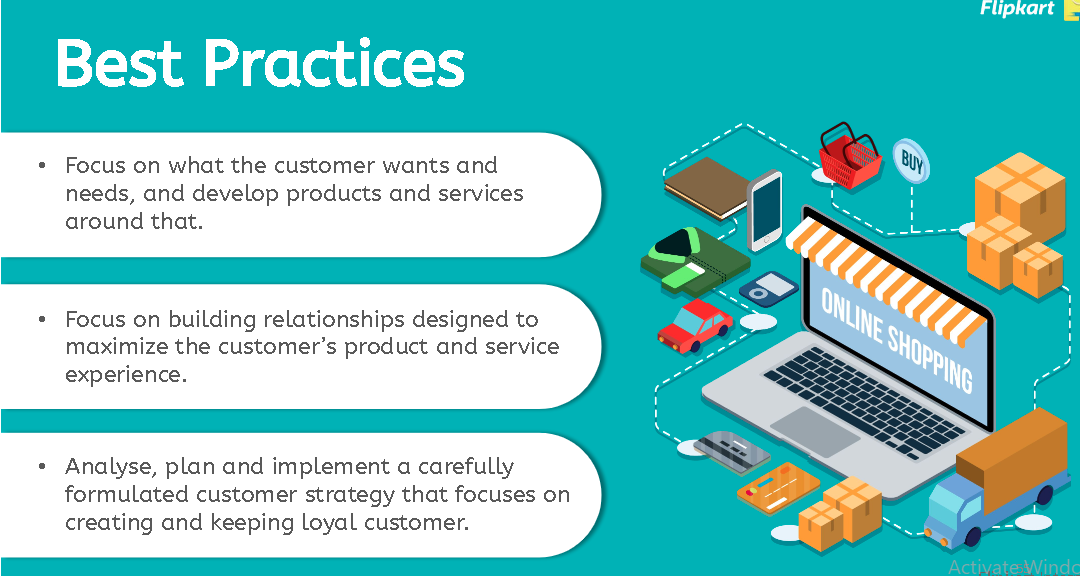 Flipkart
Best Practices
• Focus on what the customer wants and
needs, and develop products and services
around that.
• Focus on building relationships designed to
maximize the customer’s product and service
experience.
• Analyse, plan and implement a carefully
formulated customer strategy that focuses on
creating and keeping loyal customer.
BUY
ONLINE SHOPPING
Activate Windo